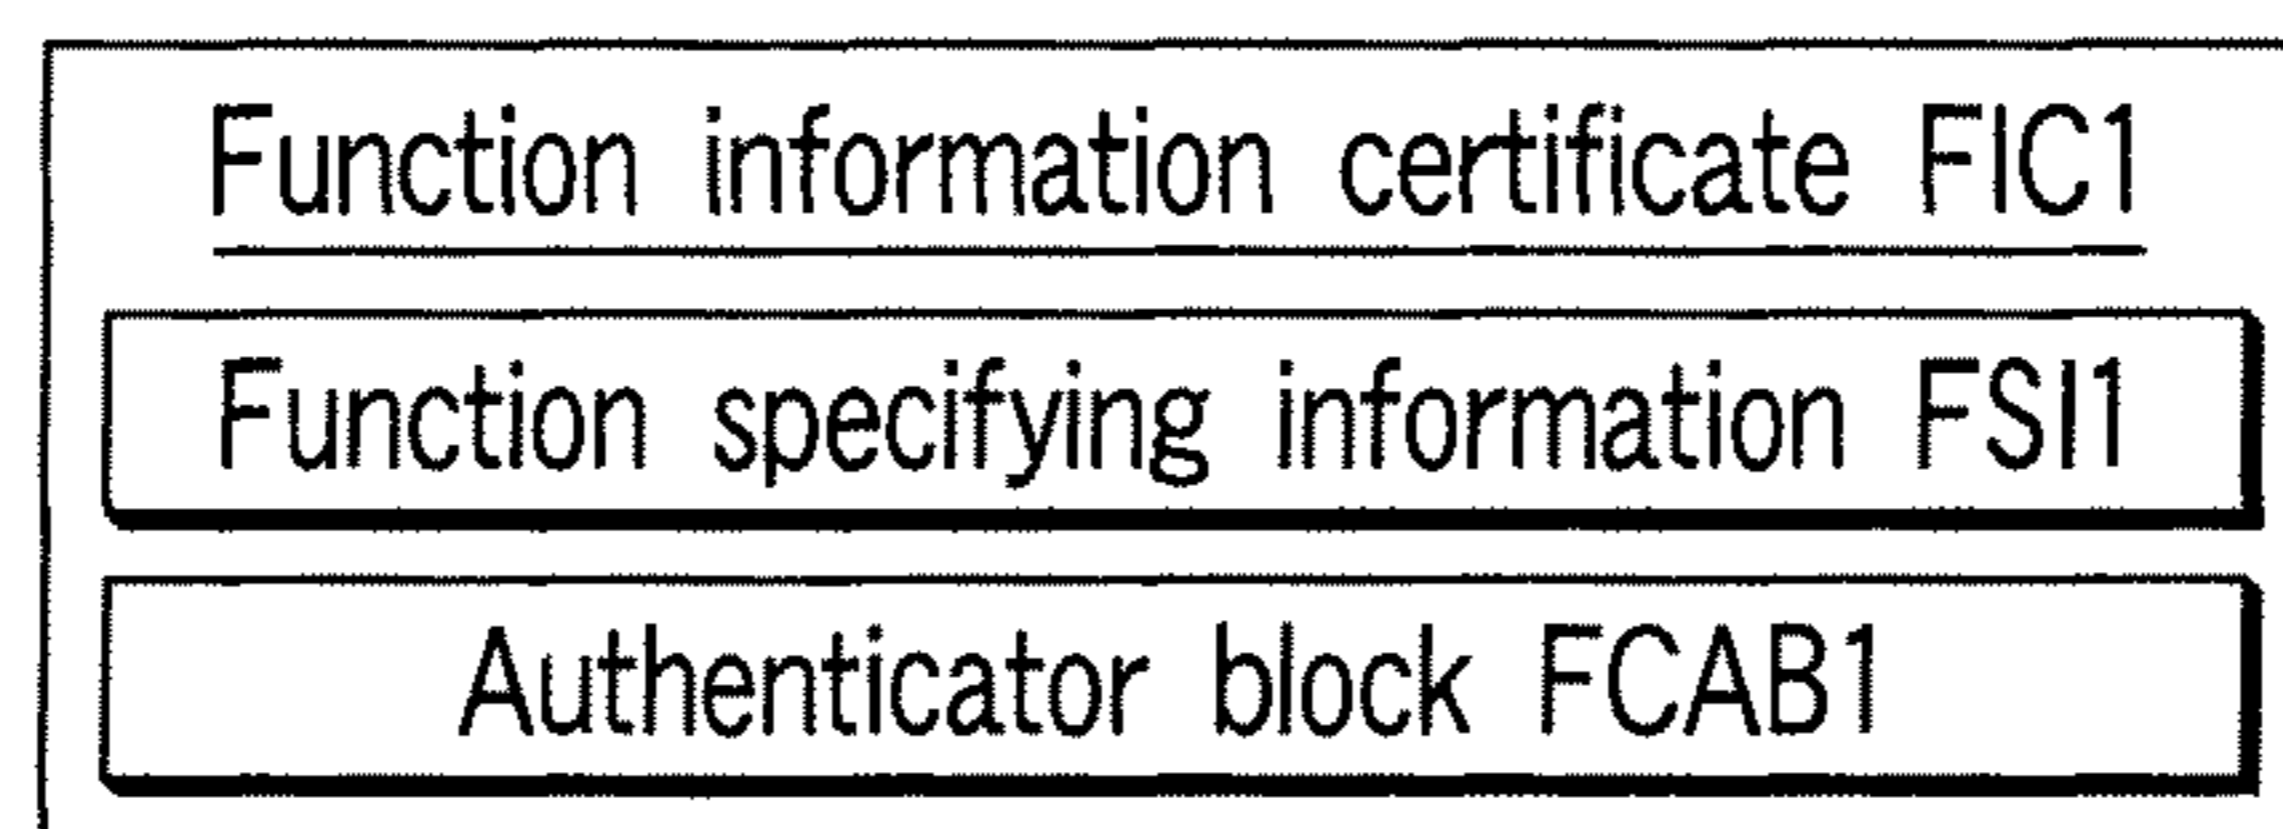 Function information certificate FIC1
Function specifying information FSI1
Authenticator block FCAB1